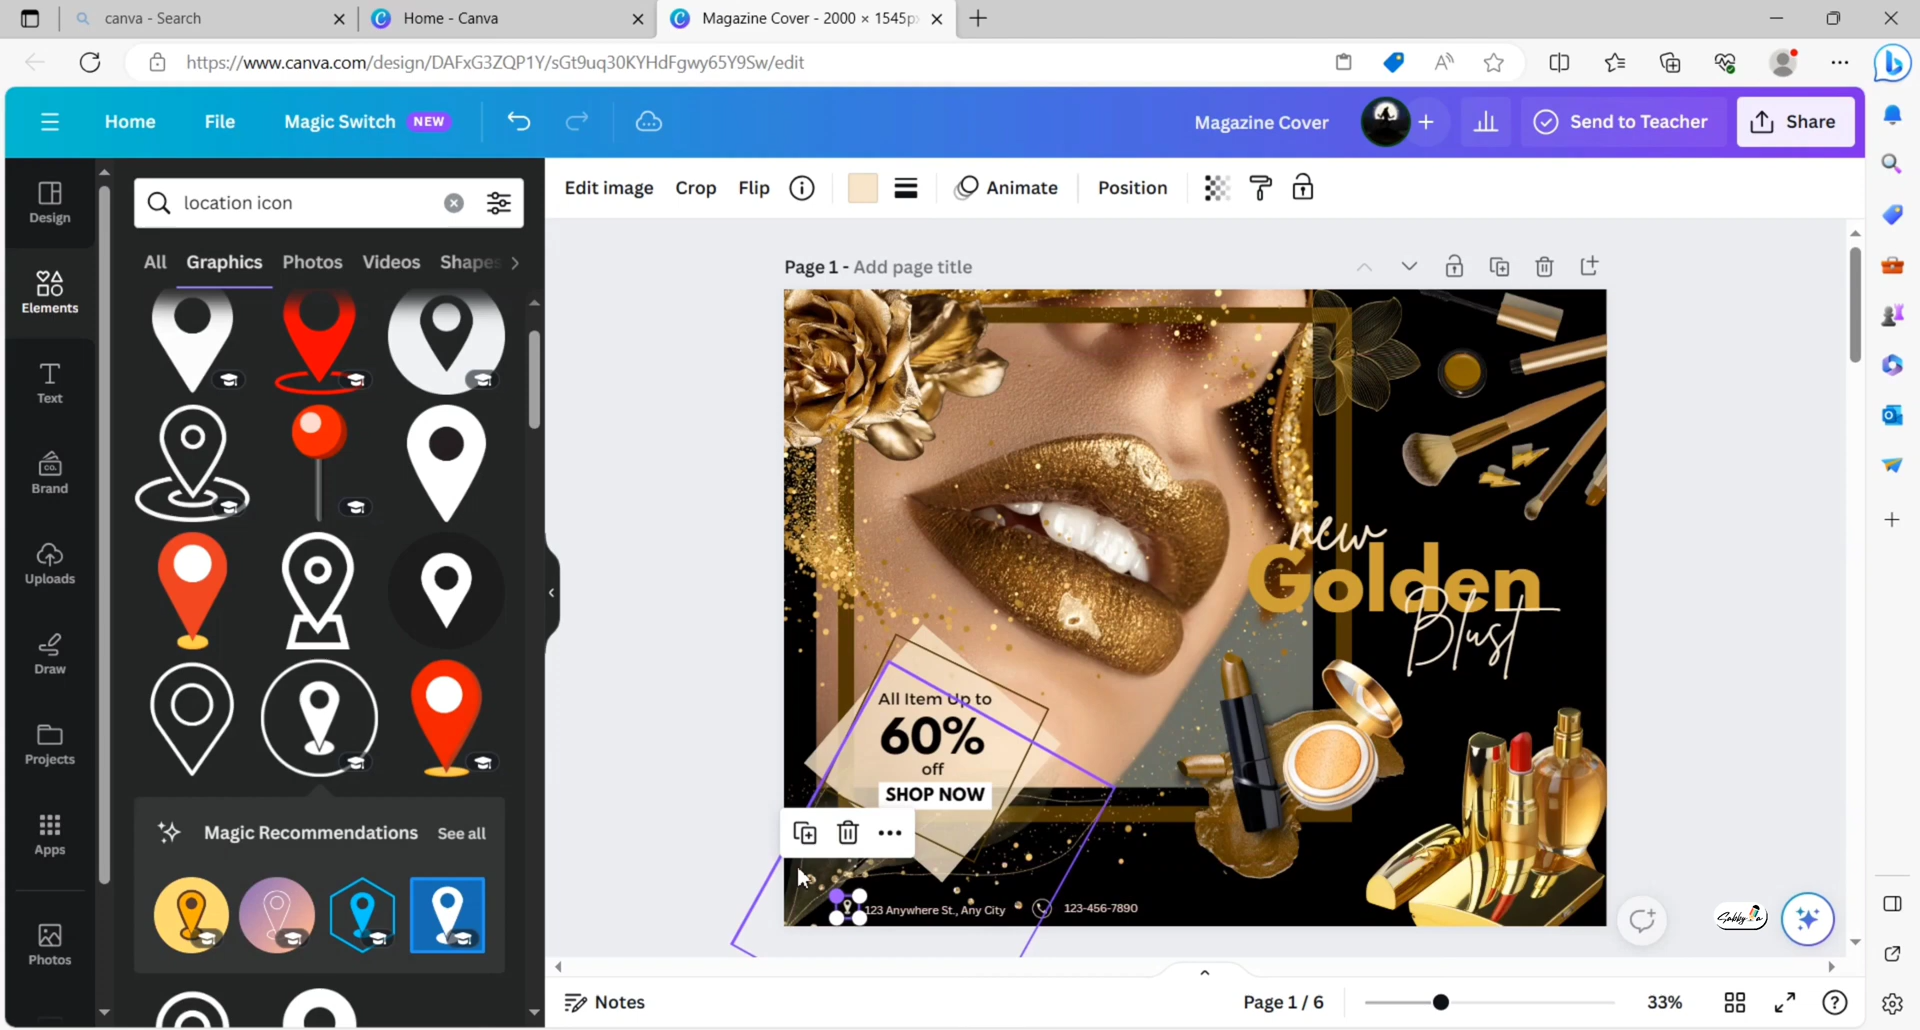 canva - Search
Home - Canva
Magazine Cover - 2000 × 1545p
https://www.canva.com/design/DAFxG3ZQP1Y/sGt9uq30KYHdFgwy65Y9Sw/edit
Home
File
Magic Switch NEW
Magazine Cover
Send to Teacher
Share
Design
Elements
Text
Brand
Uploads
Draw
Projects
Apps
Photos
location icon
All Graphics Photos Videos Shapes
Magic Recommendations See all
Edit image Crop Flip
Animate
Position
Page 1 - Add page title
new
Golden
Blust
All Item Up to
60%
off
SHOP NOW
123 Anywhere St., Any City
123-456-7890
Notes
Page 1 / 6
33%